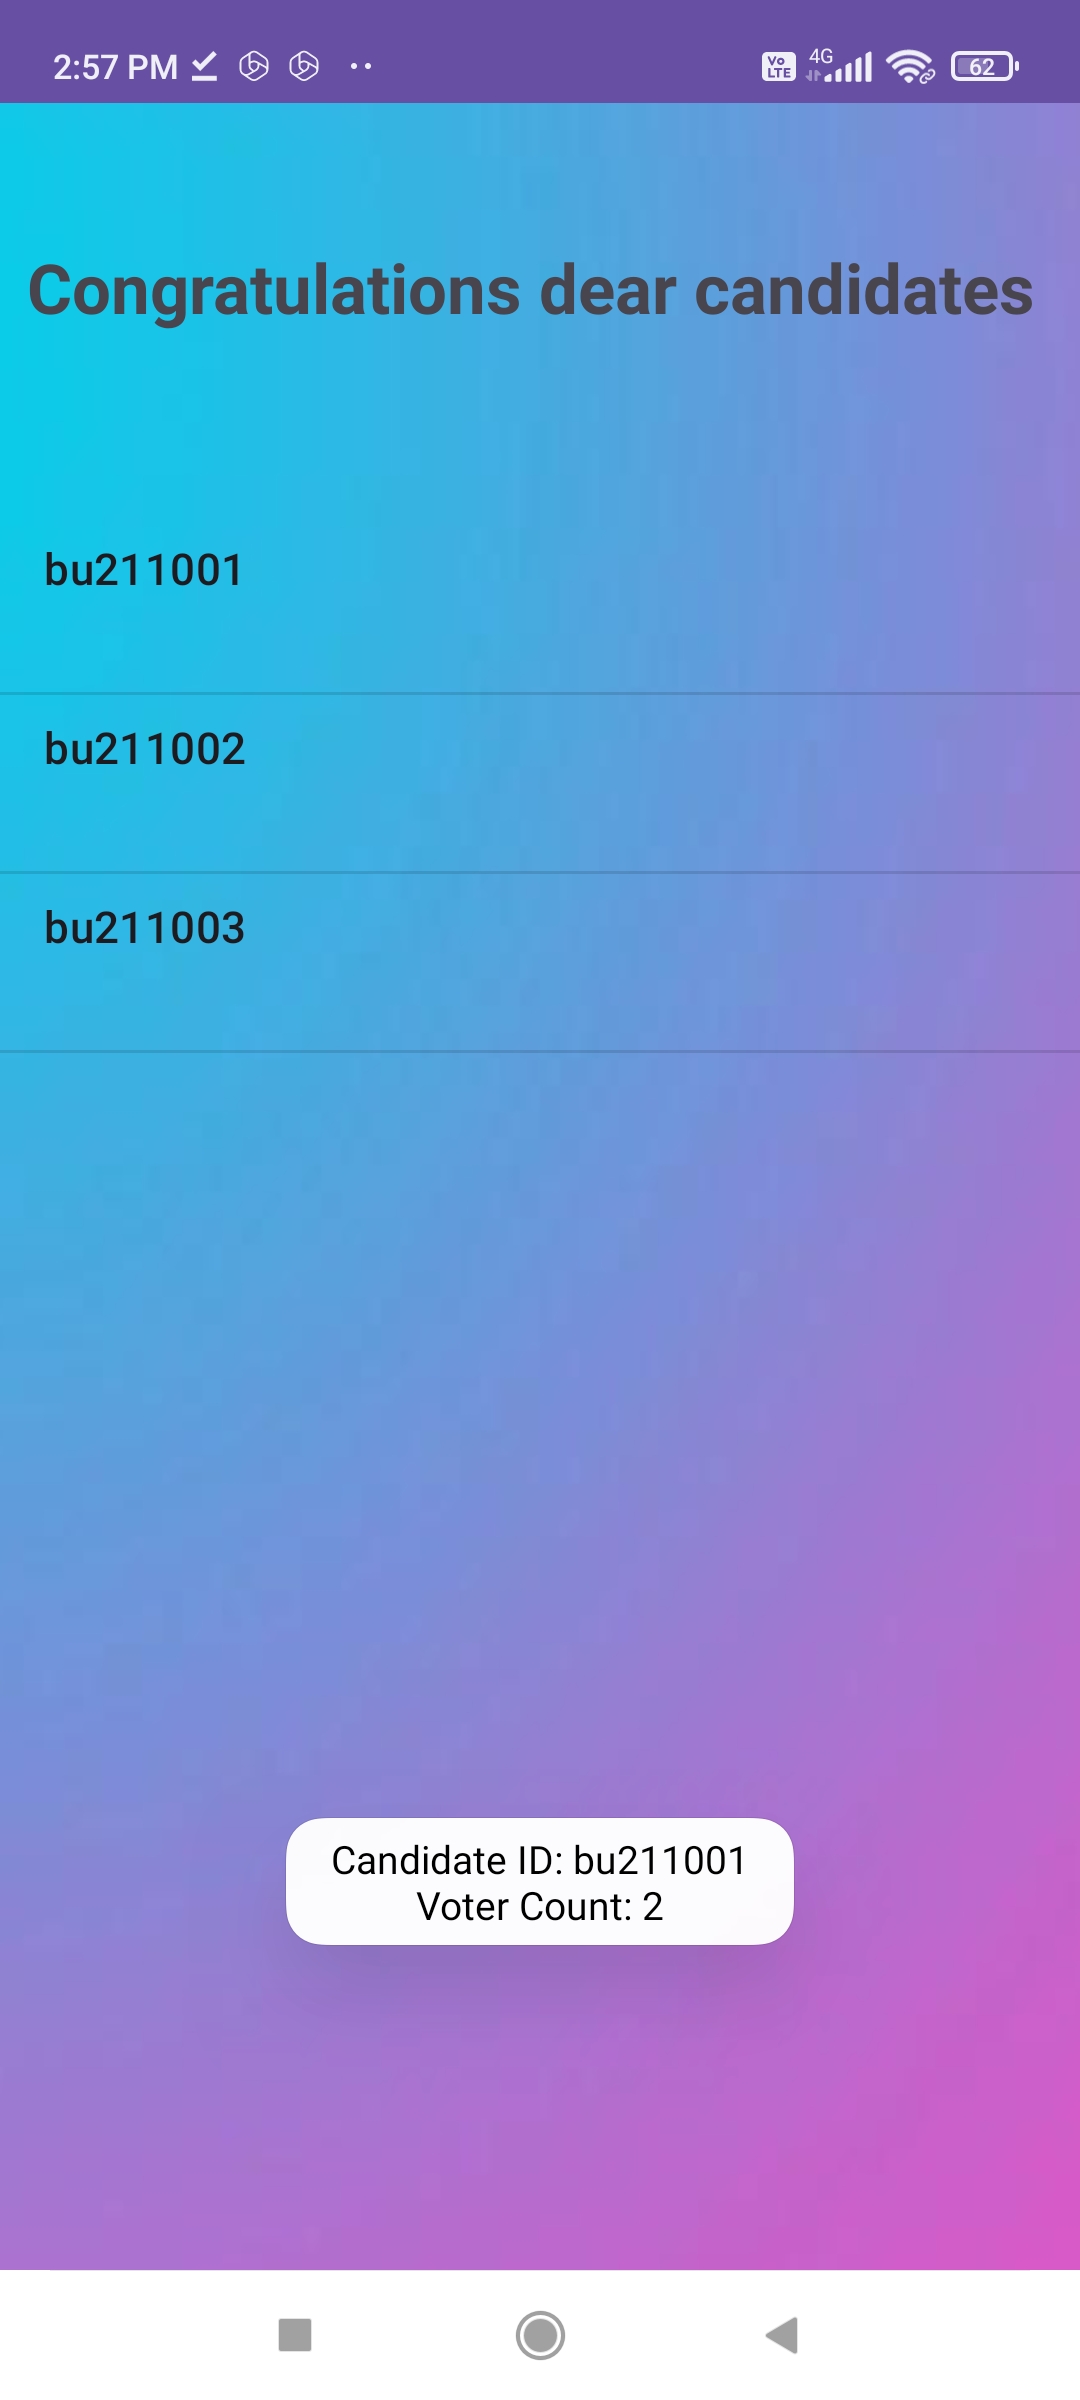 2:57 PM
Vo LTE 4G 62
Congratulations dear candidates
bu211001
bu211002
bu211003
Candidate ID: bu211001
Voter Count: 2